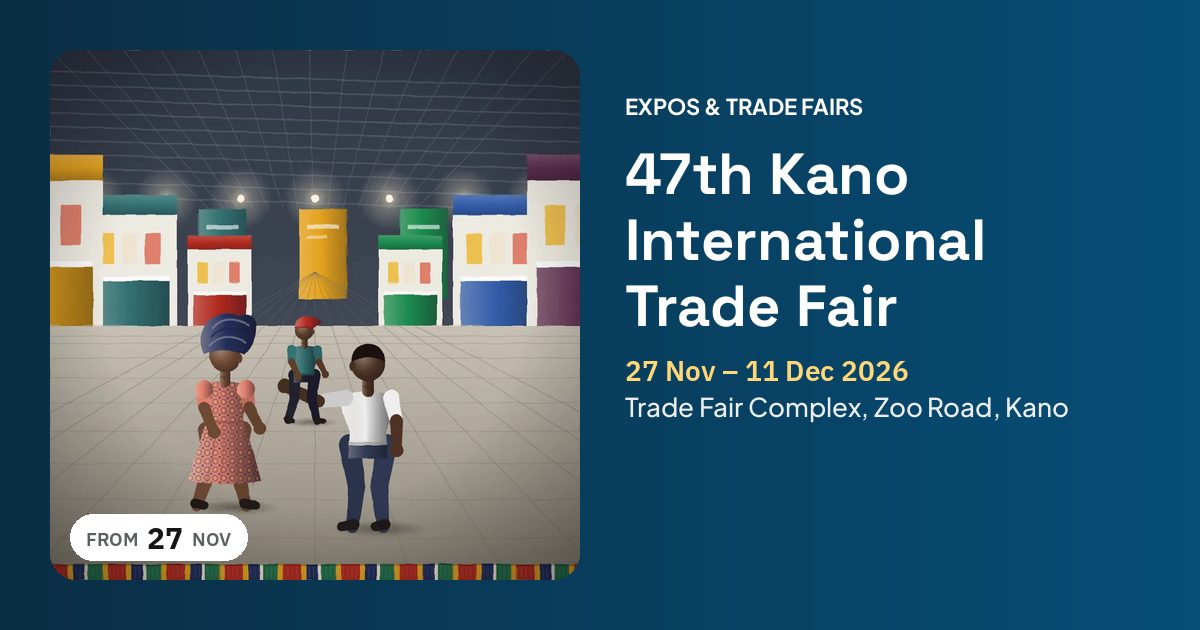 EXPOS & TRADE FAIRS
47th Kano
International
Trade Fair
27 Nov – 11 Dec 2026
Trade Fair Complex, Zoo Road, Kano
FROM 27 NOV